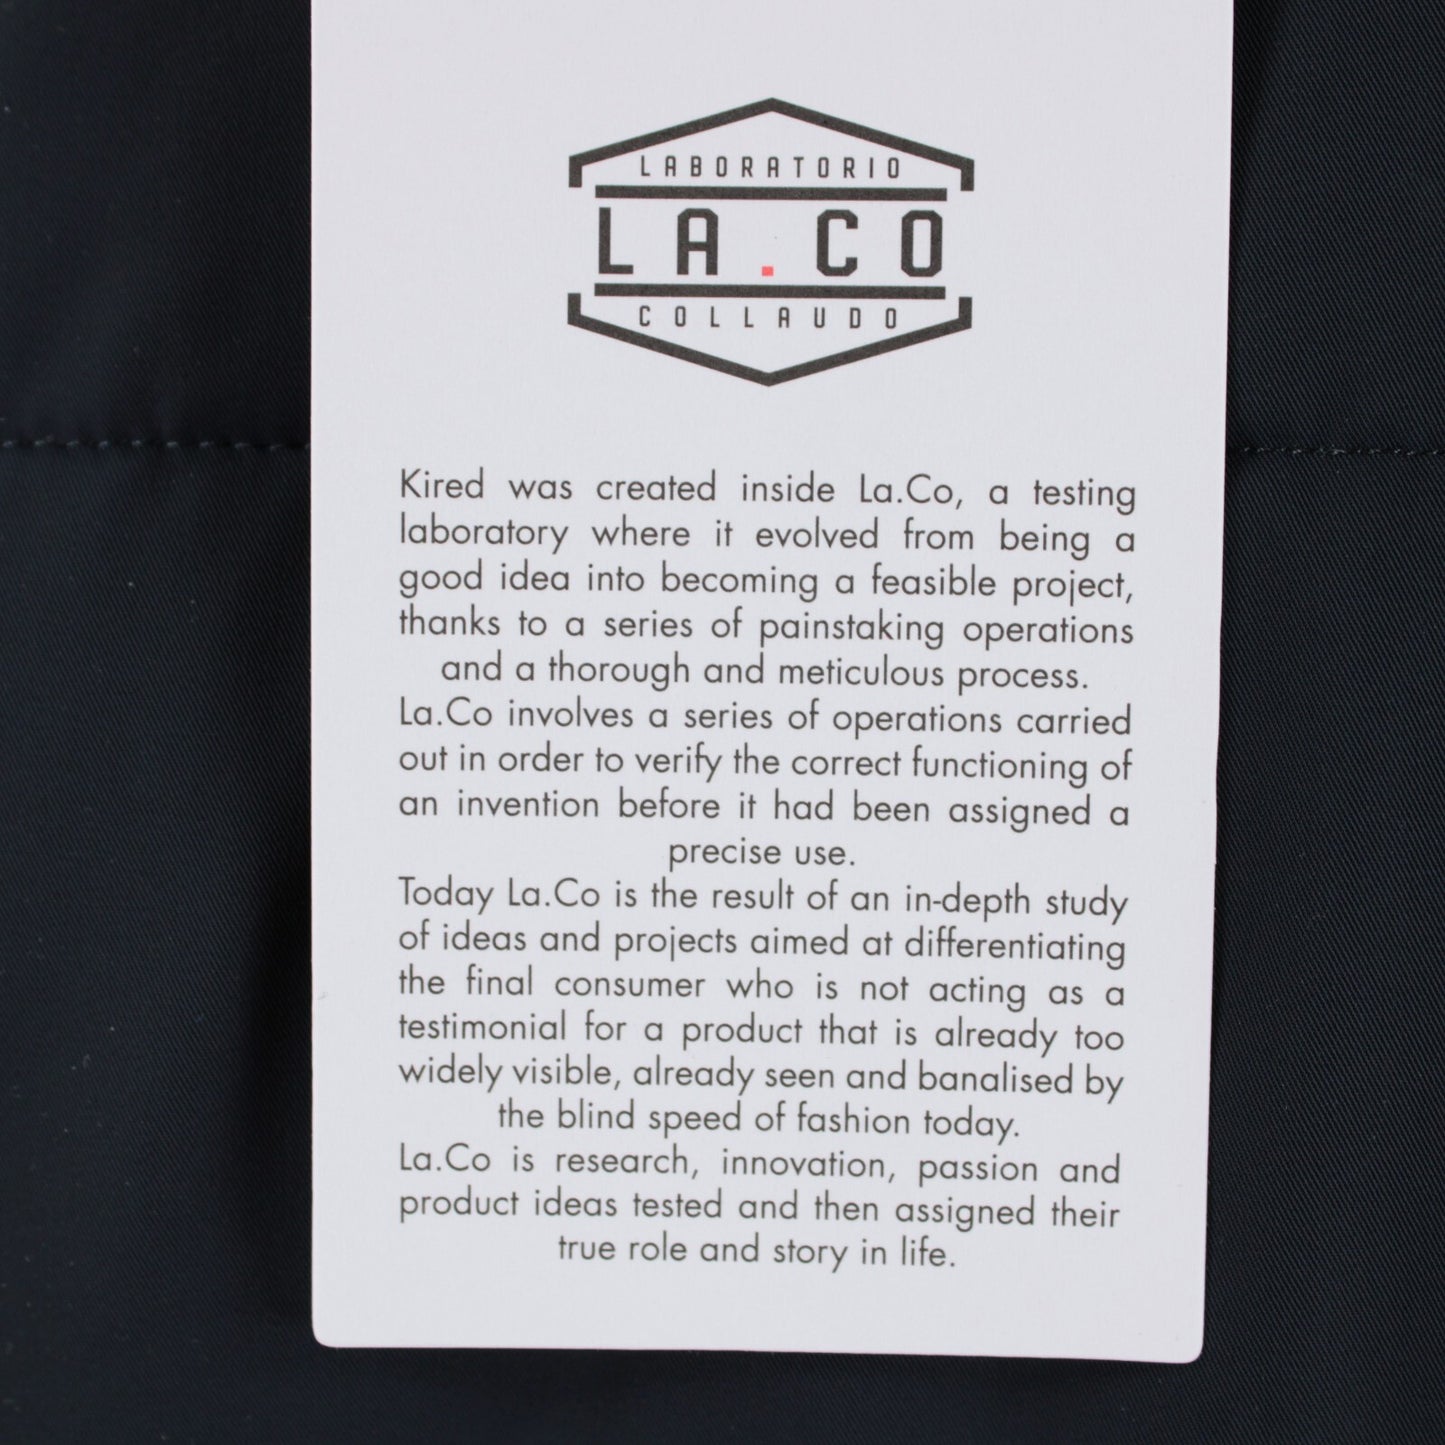 LABORATORIO
LA.CO
COLLAUDO
Kired was created inside La.Co, a testing
laboratory where it evolved from being a
good idea into becoming a feasible project,
thanks to a series of painstaking operations
and a thorough and meticulous process.
La.Co involves a series of operations carried
out in order to verify the correct functioning of
an invention before it had been assigned a
precise use.
Today La.Co is the result of an in-depth study
of ideas and projects aimed at differentiating
the final consumer who is not acting as a
testimonial for a product that is already too
widely visible, already seen and banalised by
the blind speed of fashion today.
La.Co is research, innovation, passion and
product ideas tested and then assigned their
true role and story in life.